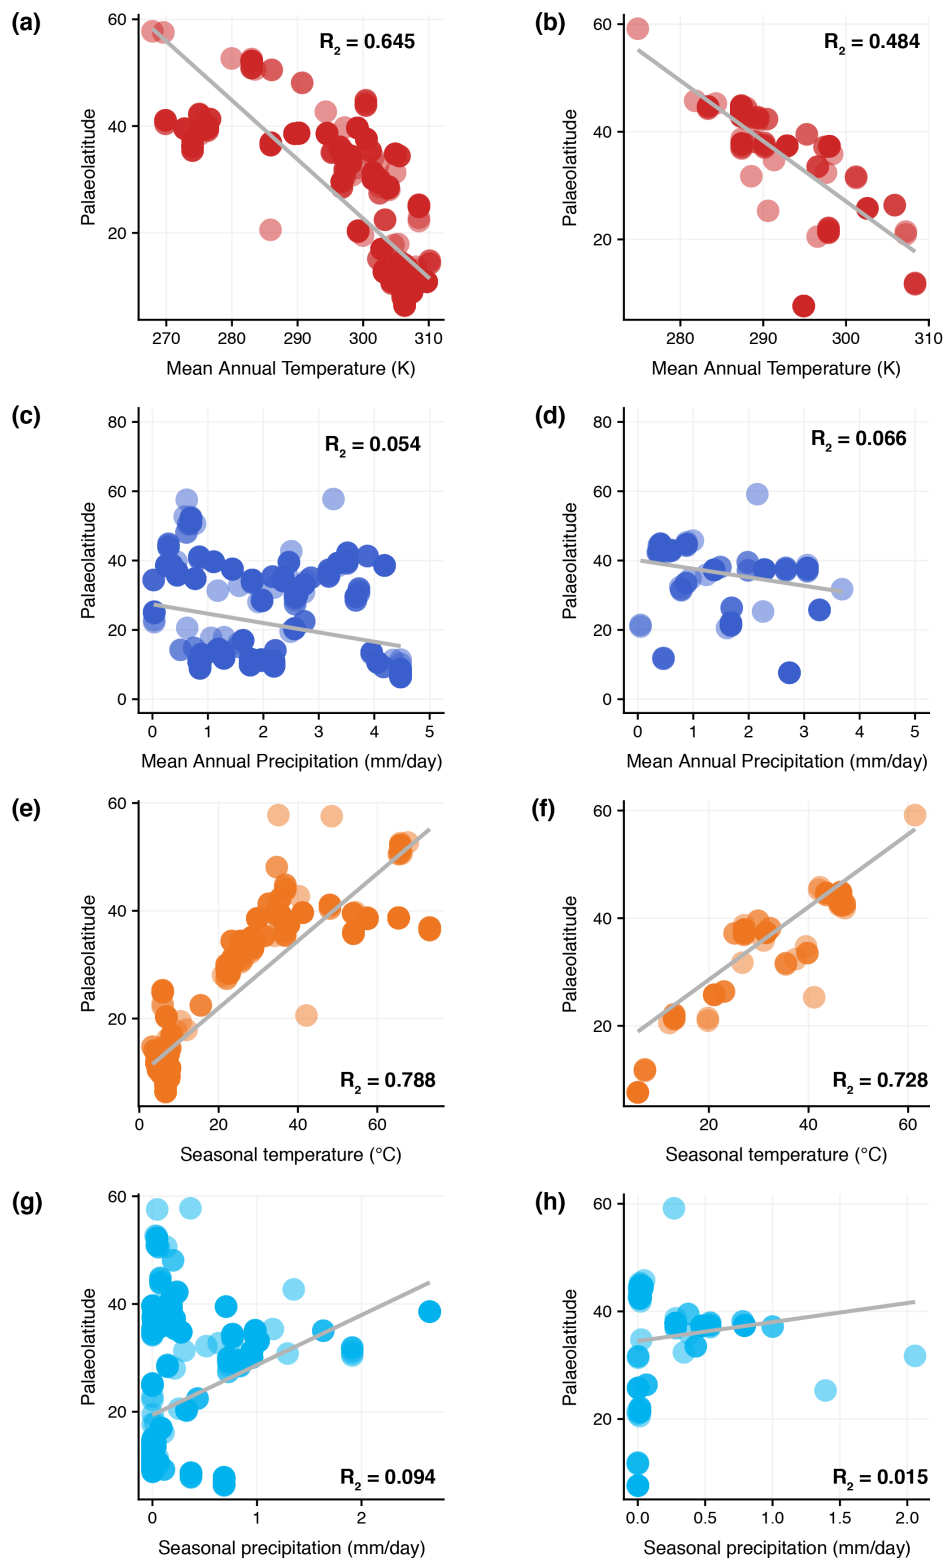 (a)
R2 = 0.645
60
40
20
Palaeolatitude
270 280 290 300 310
Mean Annual Temperature (K)
(b)
R2 = 0.484
60
40
20
Palaeolatitude
280 290 300 310
Mean Annual Temperature (K)
(c)
R2 = 0.054
80
60
40
20
0
Palaeolatitude
0 1 2 3 4 5
Mean Annual Precipitation (mm/day)
(d)
R2 = 0.066
80
60
40
20
0
Palaeolatitude
0 1 2 3 4 5
Mean Annual Precipitation (mm/day)
(e)
60
40
20
Palaeolatitude
R2 = 0.788
0 20 40 60
Seasonal temperature (°C)
(f)
60
40
20
Palaeolatitude
R2 = 0.728
20 40 60
Seasonal temperature (°C)
(g)
60
40
20
Palaeolatitude
R2 = 0.094
0 1 2
Seasonal precipitation (mm/day)
(h)
60
40
20
Palaeolatitude
R2 = 0.015
0.0 0.5 1.0 1.5 2.0
Seasonal precipitation (mm/day)